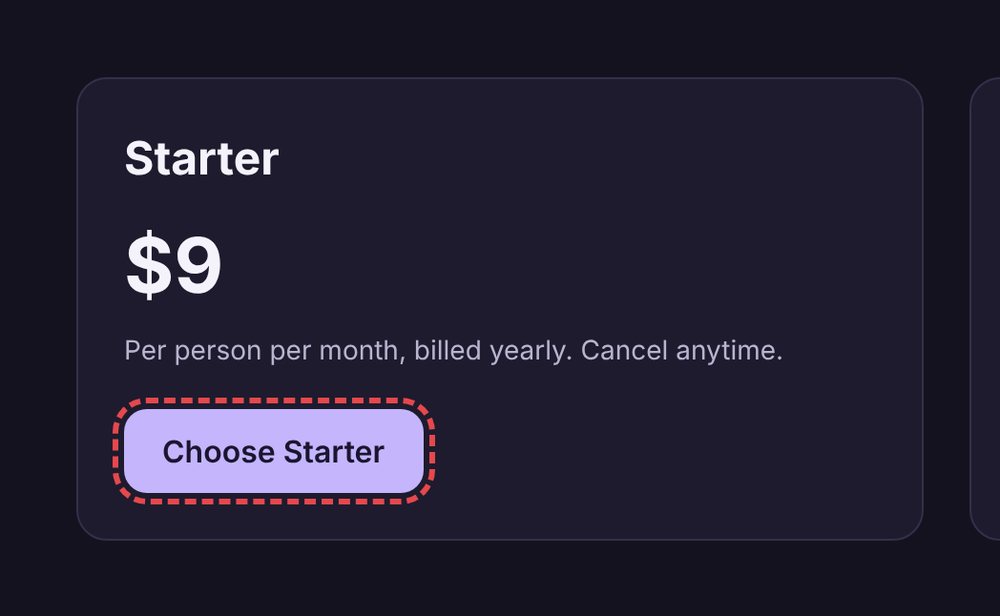 Starter
$9
Per person per month, billed yearly. Cancel anytime.
Choose Starter